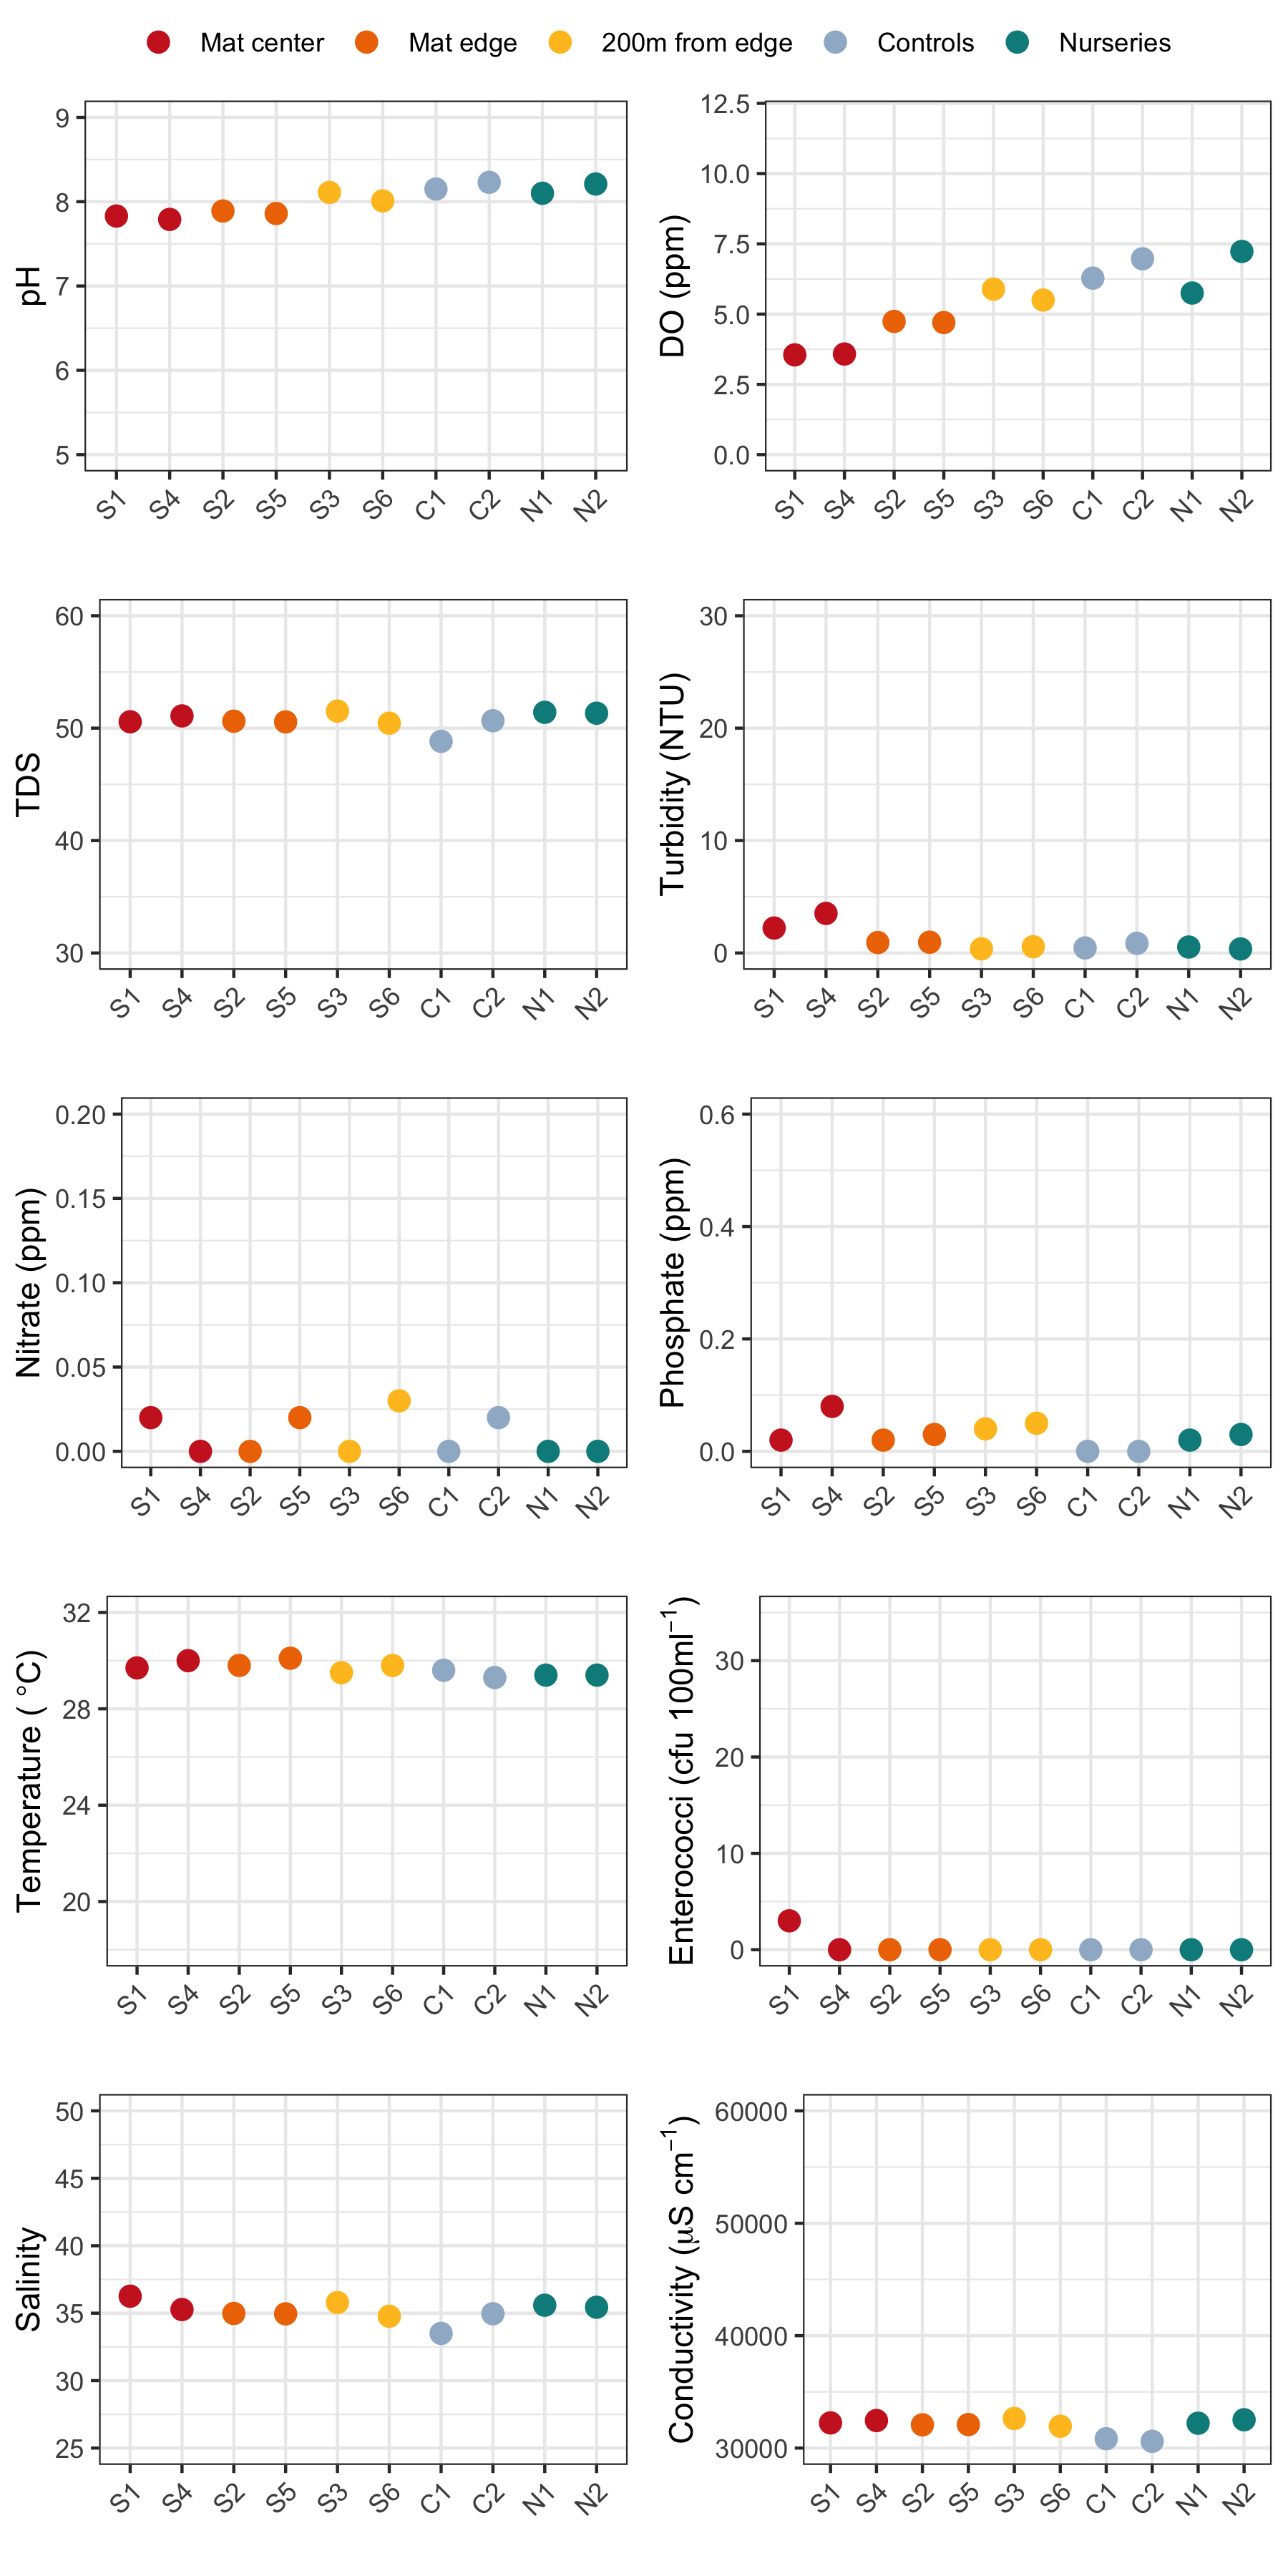 Mat center Mat edge 200m from edge Controls Nurseries
pH
9
8
7
6
5
S1 S4 S2 S5 S3 S6 C1 C2 N1 N2
DO (ppm)
12.5
10.0
7.5
5.0
2.5
0.0
S1 S4 S2 S5 S3 S6 C1 C2 N1 N2
TDS
60
50
40
30
S1 S4 S2 S5 S3 S6 C1 C2 N1 N2
Turbidity (NTU)
30
20
10
0
S1 S4 S2 S5 S3 S6 C1 C2 N1 N2
Nitrate (ppm)
0.20
0.15
0.10
0.05
0.00
S1 S4 S2 S5 S3 S6 C1 C2 N1 N2
Phosphate (ppm)
0.6
0.4
0.2
0.0
S1 S4 S2 S5 S3 S6 C1 C2 N1 N2
Temperature ( °C)
32
28
24
20
S1 S4 S2 S5 S3 S6 C1 C2 N1 N2
Enterococci (cfu 100ml⁻¹)
30
20
10
0
S1 S4 S2 S5 S3 S6 C1 C2 N1 N2
Salinity
50
45
40
35
30
25
S1 S4 S2 S5 S3 S6 C1 C2 N1 N2
Conductivity (μS cm⁻¹)
60000
50000
40000
30000
S1 S4 S2 S5 S3 S6 C1 C2 N1 N2